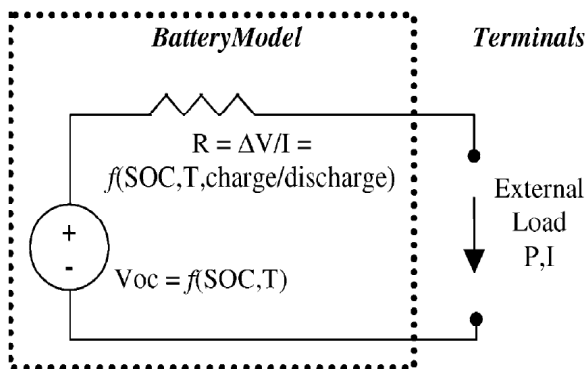 BatteryModel
Terminals
R = ΔV/I =
f(SOC,T,charge/discharge)
+
-
Voc = f(SOC,T)
External
Load
P,I